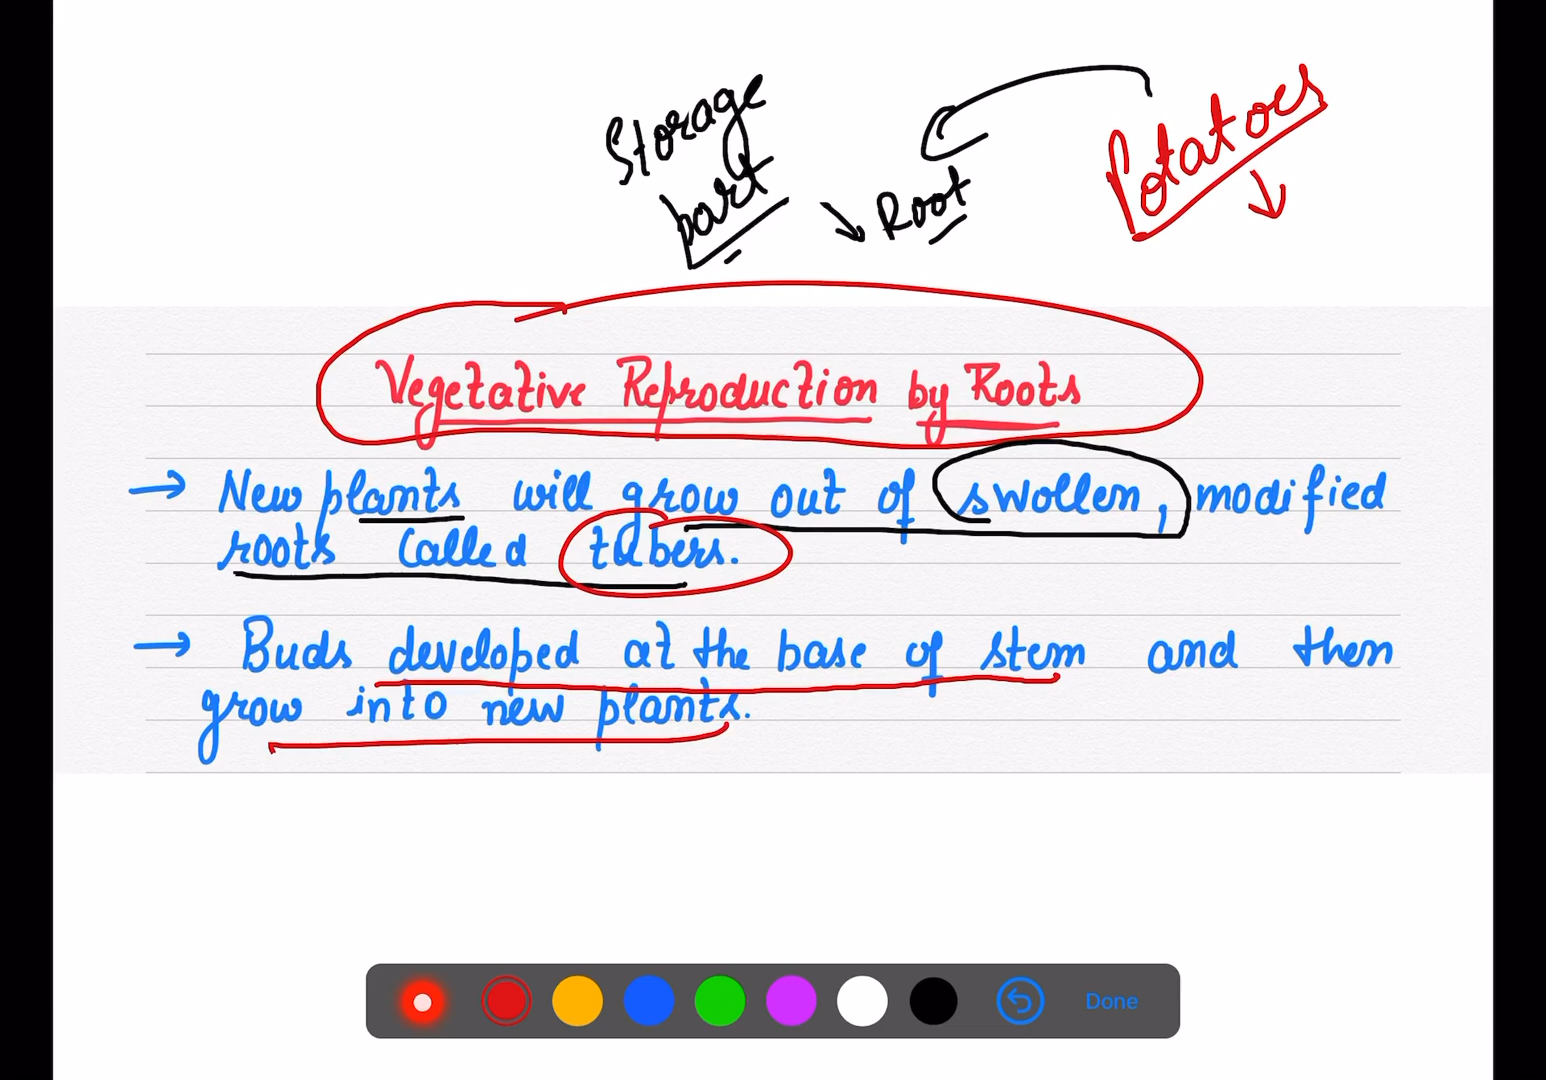 Storage
part
Root
Potatoes
Vegetative Reproduction by Roots
→ New plants will grow out of swollen, modified
roots called tubers.
→ Buds developed at the base of stem and then
grow into new plants.
Done